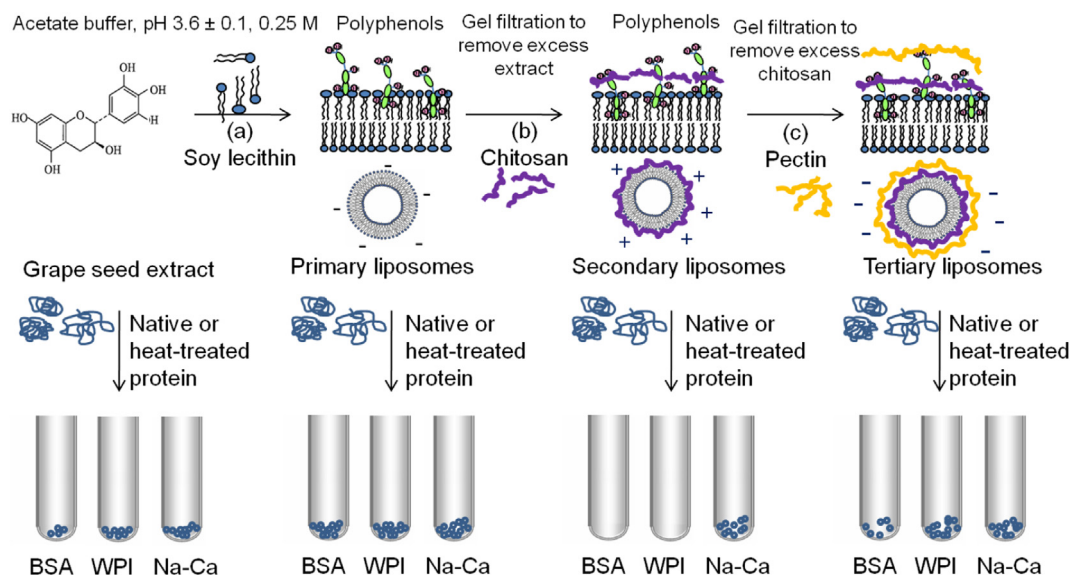 Acetate buffer, pH 3.6 ± 0.1, 0.25 M
Polyphenols
Gel filtration to
remove excess
extract
Polyphenols
Gel filtration to
remove excess
chitosan
OH
OH
HO
O
H
OH
OH
(a)
Soy lecithin
(b)
Chitosan
(c)
Pectin
- - - - -
+ + + + +
- - - - -
Grape seed extract
Primary liposomes
Secondary liposomes
Tertiary liposomes
Native or
heat-treated
protein
Native or
heat-treated
protein
Native or
heat-treated
protein
Native or
heat-treated
protein
BSA WPI Na-Ca
BSA WPI Na-Ca
BSA WPI Na-Ca
BSA WPI Na-Ca